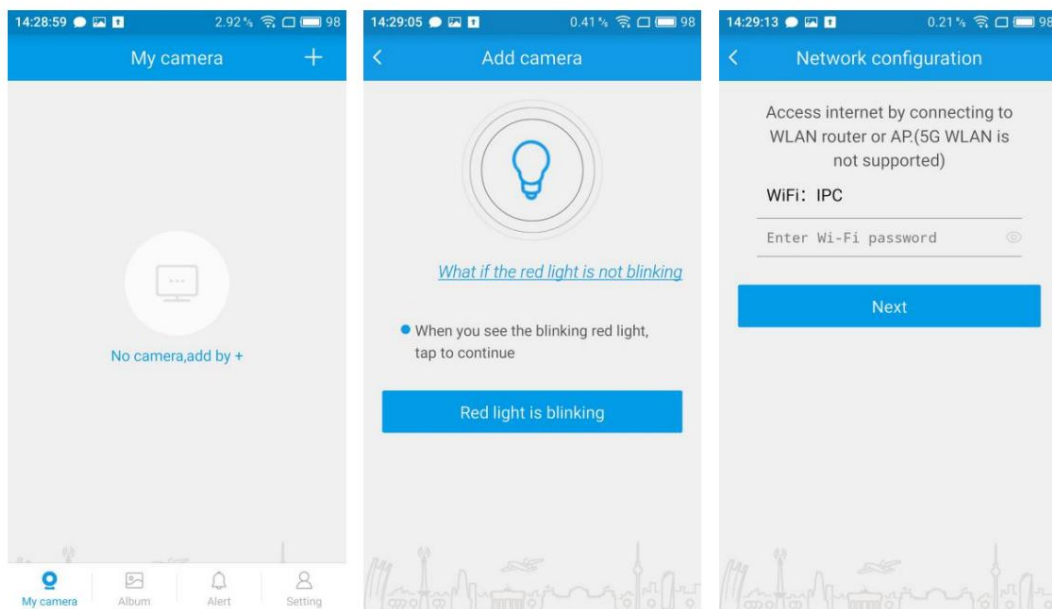 14:28:59
2.92 K/s
98
My camera
+
No camera,add by +
My camera
Album
Alert
Setting
14:29:05
0.41 K/s
98
Add camera
What if the red light is not blinking
When you see the blinking red light,
tap to continue
Red light is blinking
14:29:13
0.21 K/s
98
Network configuration
Access internet by connecting to
WLAN router or AP.(5G WLAN is
not supported)
WiFi: IPC
Enter Wi-Fi password
Next